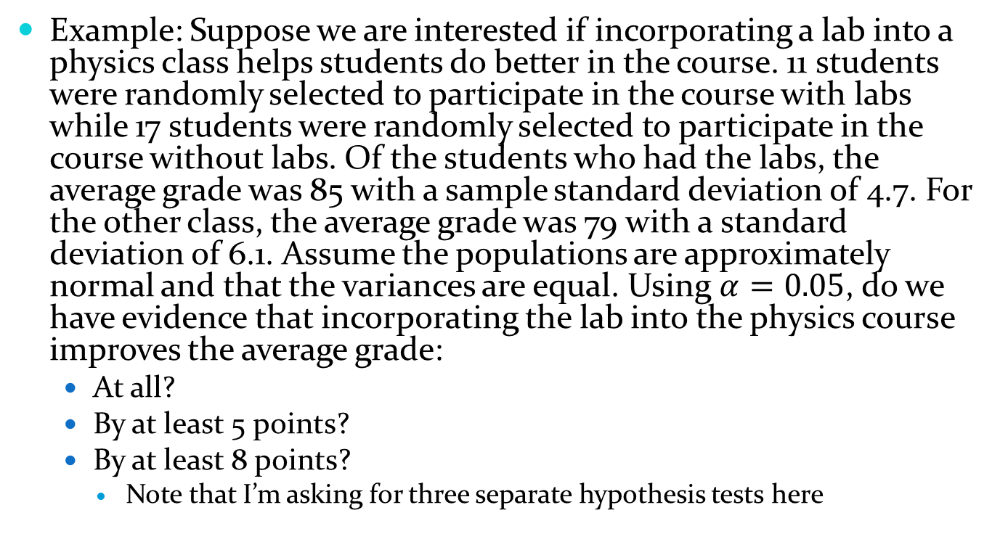 Example: Suppose we are interested if incorporating a lab into a
physics class helps students do better in the course. 11 students
were randomly selected to participate in the course with labs
while 17 students were randomly selected to participate in the
course without labs. Of the students who had the labs, the
average grade was 85 with a sample standard deviation of 4.7. For
the other class, the average grade was 79 with a standard
deviation of 6.1. Assume the populations are approximately
normal and that the variances are equal. Using α = 0.05, do we
have evidence that incorporating the lab into the physics course
improves the average grade:
At all?
By at least 5 points?
By at least 8 points?
Note that I'm asking for three separate hypothesis tests here